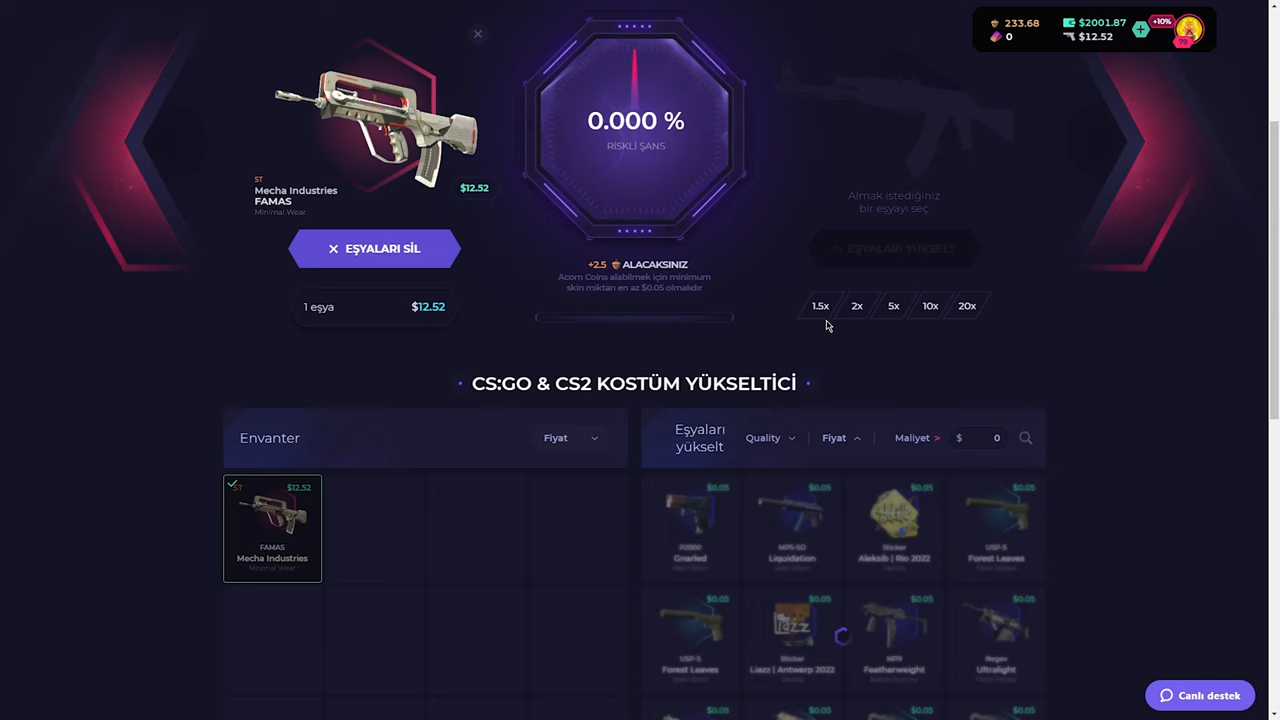 233.68
$2001.87
+10%
0
$12.52
79
0.000 %
RİSKLİ ŞANS
ST
Mecha Industries
FAMAS
Minimal Wear
$12.52
Almak istediğiniz
bir eşyayı seç
EŞYALARI SİL
EŞYALARI YÜKSELT
+2.5 ALACAKSINIZ
Acorn Coins alabilmek için minimum
skin miktarı en az $0.05 olmalıdır
1 eşya
$12.52
1.5x
2x
5x
10x
20x
CS:GO & CS2 KOSTÜM YÜKSELTİCİ
Envanter
Fiyat
Eşyaları
yükselt
Quality
Fiyat
Maliyet >
$ 0
ST
$12.52
FAMAS
Mecha Industries
Minimal Wear
$0.05
$0.05
$0.05
$0.05
P2000
MP5-SD
Sticker
USP-S
Gnarled
Liquidation
Aleksib | Rio 2022
Forest Leaves
$0.05
$0.05
$0.05
$0.05
liazz
USP-S
Sticker
MP9
Negev
Forest Leaves
Liazz | Antwerp 2022
Featherweight
Ultralight
Canlı destek